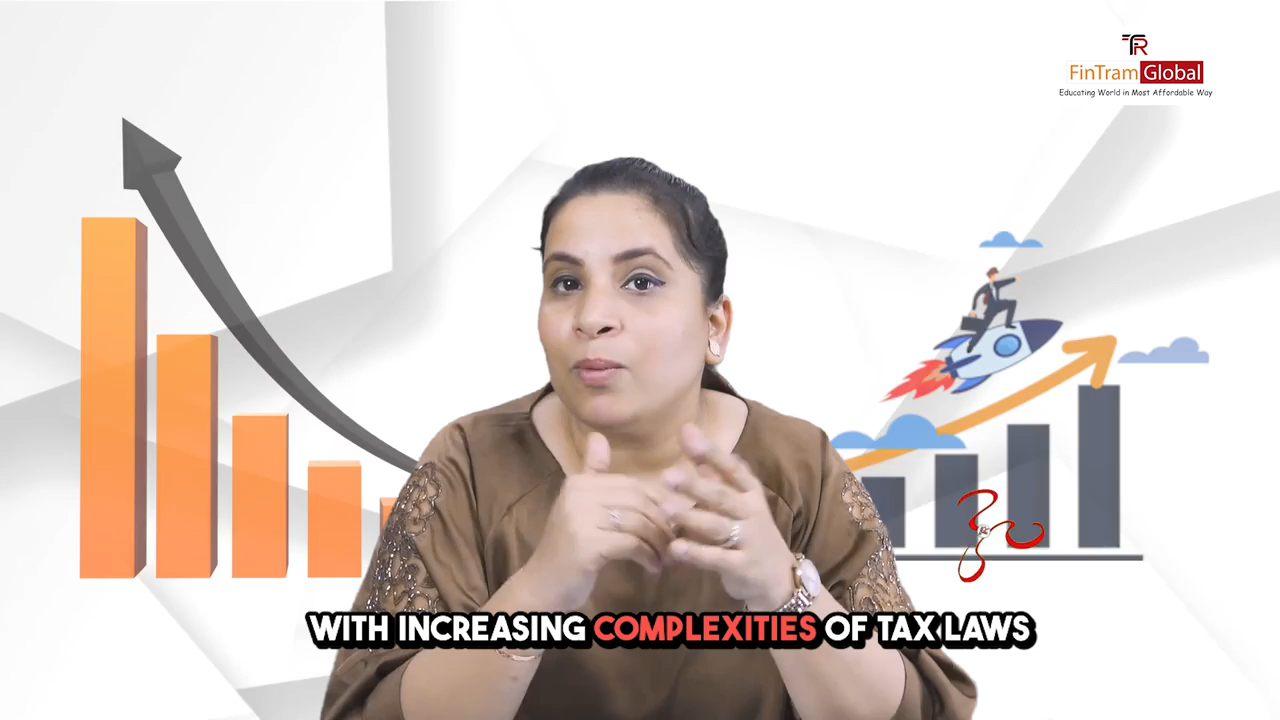 FinTram Global
Educating World in Most Affordable Way
WITH INCREASING COMPLEXITIES OF TAX LAWS